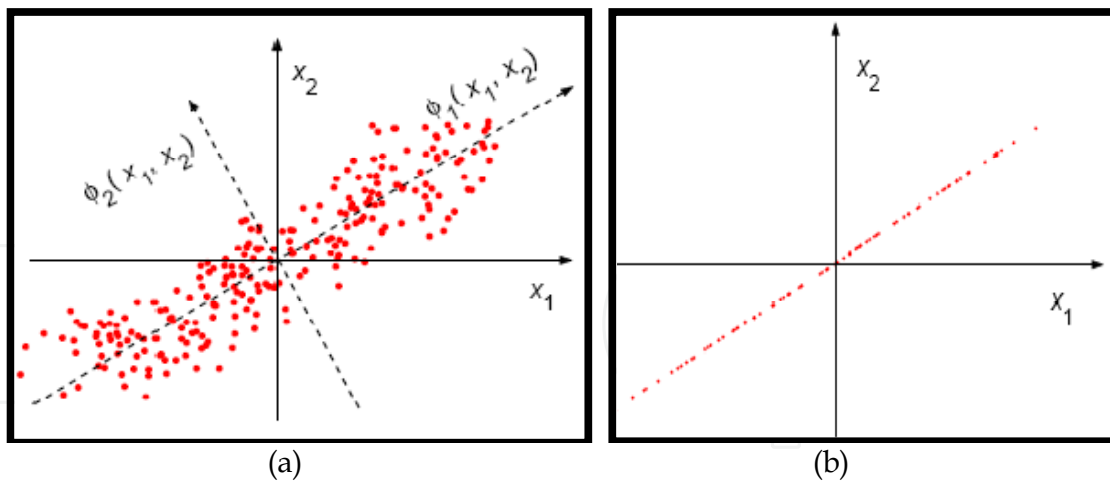 x₂
ϕ₁(x₁, x₂)
ϕ₂(x₁, x₂)
x₁
(a)
x₂
x₁
(b)